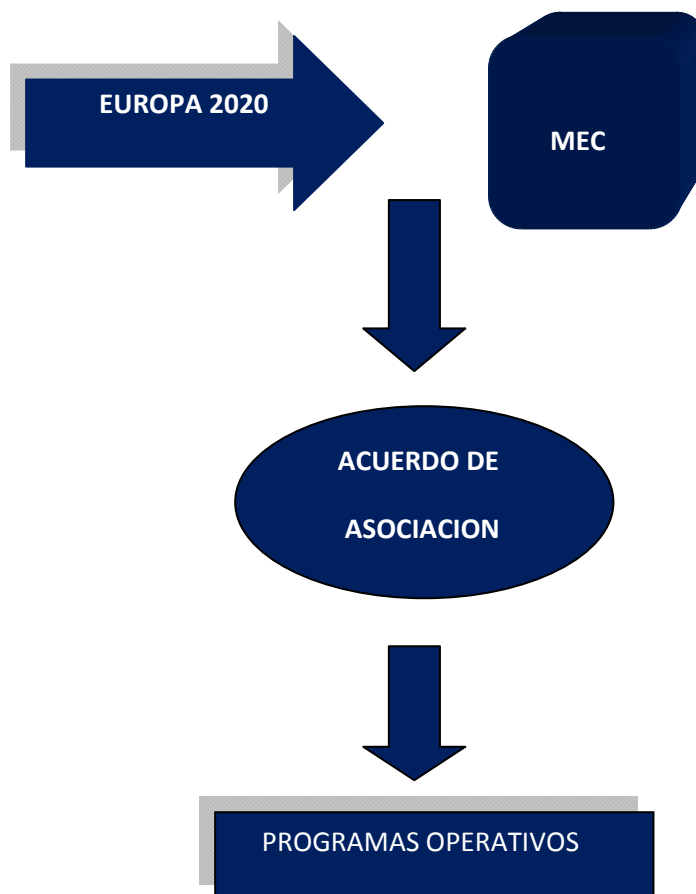 EUROPA 2020
MEC
ACUERDO DE
ASOCIACION
PROGRAMAS OPERATIVOS